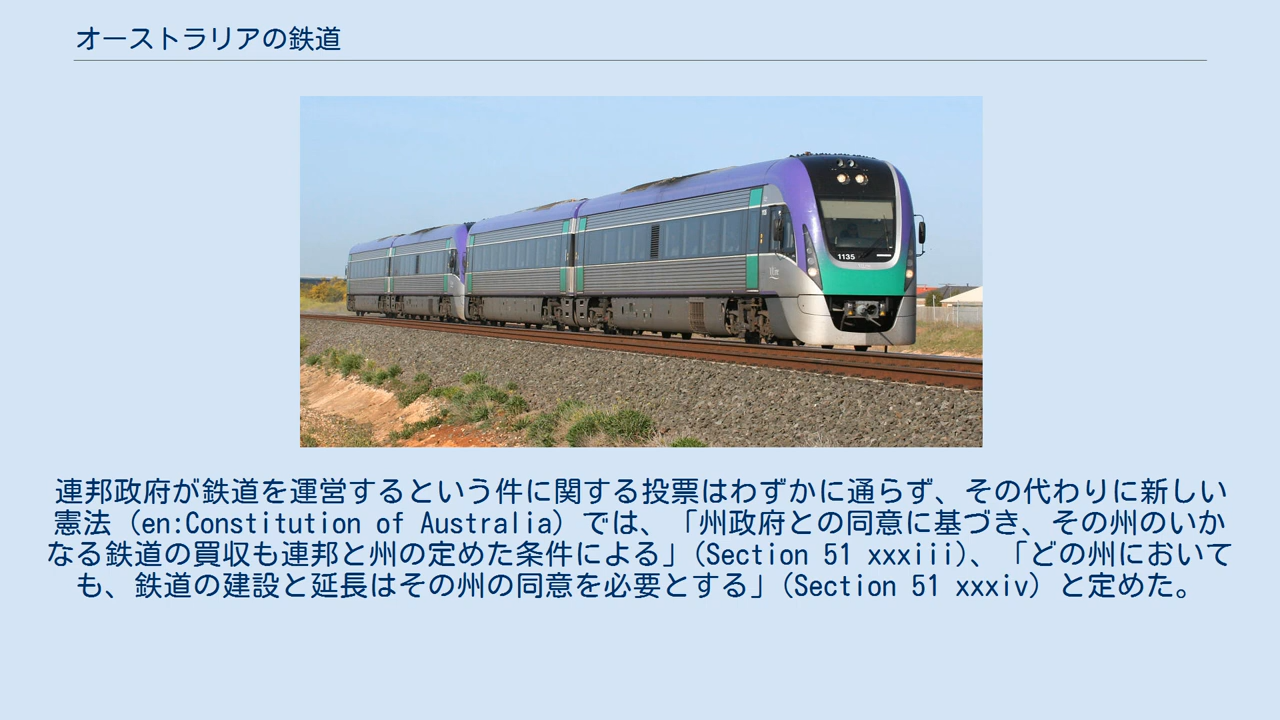 オーストラリアの鉄道
1135
連邦政府が鉄道を運営するという件に関する投票はわずかに通らず、その代わりに新しい
憲法 (en:Constitution of Australia) では、「州政府との同意に基づき、その州のいか
なる鉄道の買収も連邦と州の定めた条件による」(Section 51 xxxiii)、「どの州において
も、鉄道の建設と延長はその州の同意を必要とする」(Section 51 xxxiv) と定めた。